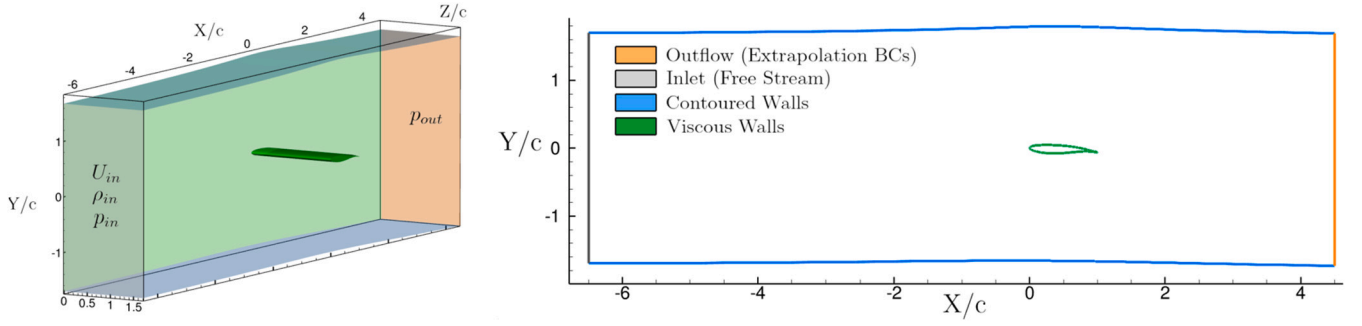 Z/c
X/c
-6
-4
-2
0
2
4
Y/c
1
0
-1
U_in
ρ_in
p_in
p_out
0 0.5 1 1.5
Outflow (Extrapolation BCs)
Inlet (Free Stream)
Contoured Walls
Viscous Walls
Y/c
1
0
-1
-6 -4 -2 0 2 4
X/c